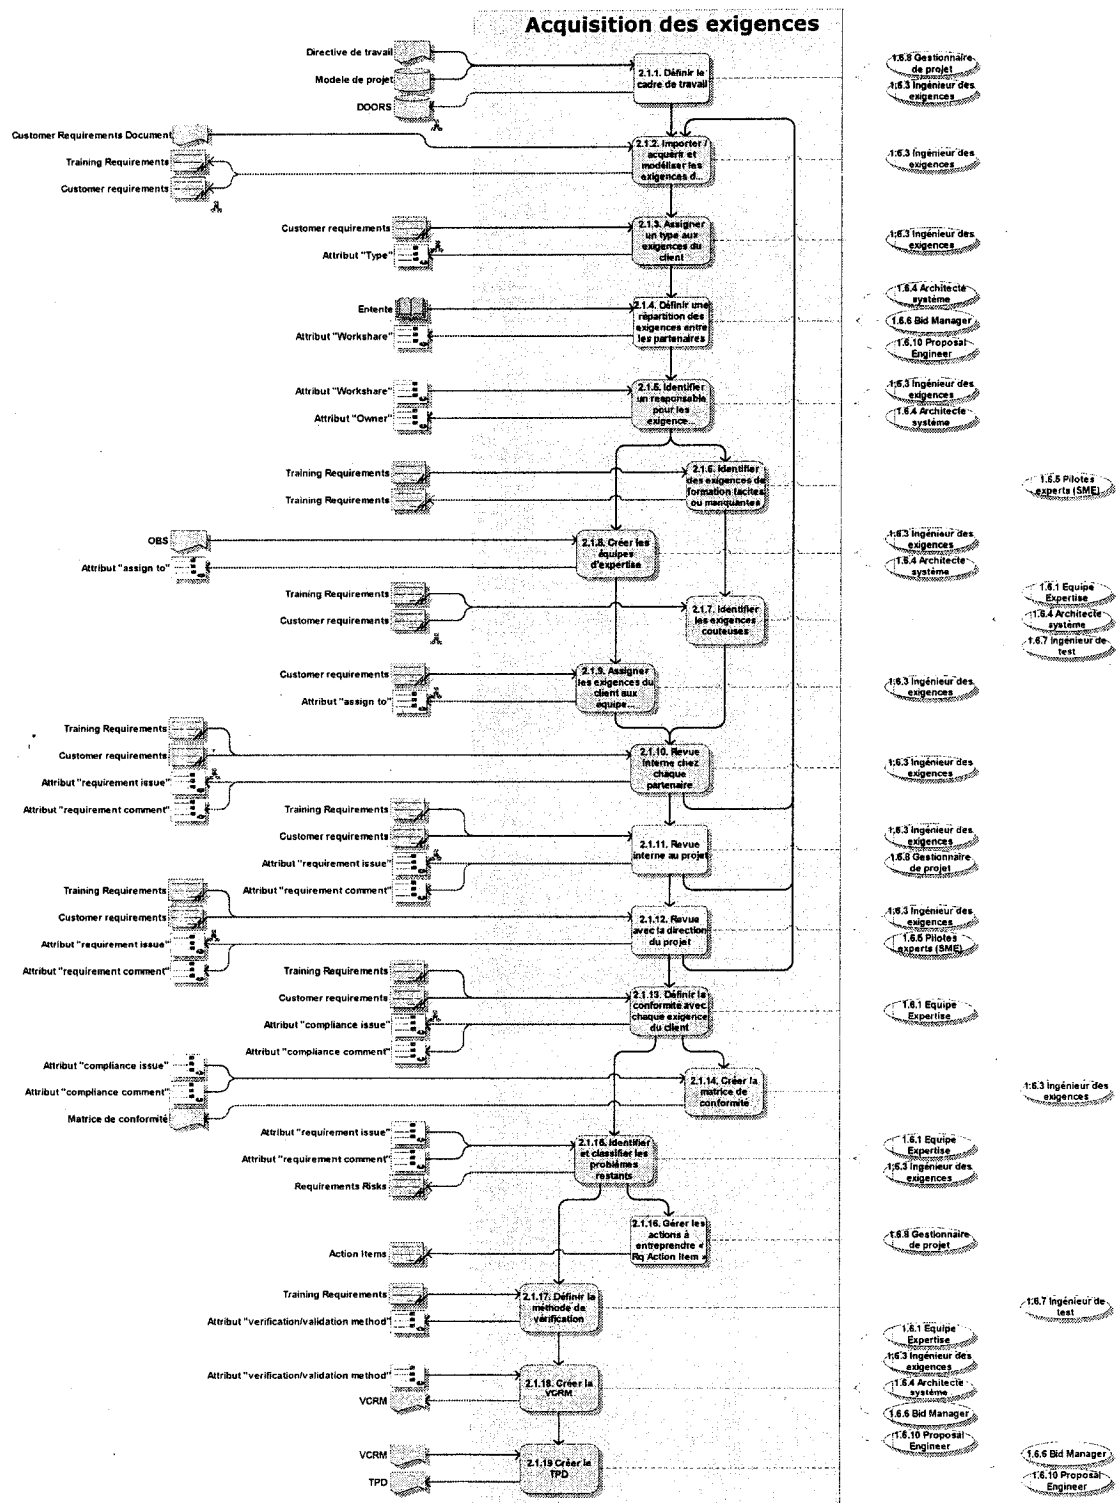 Acquisition des exigences
Directive de travail
Modele de projet
DOORS
2.1.1. Définir le
cadre de travail
1.6.8 Gestionnaire
de projet
1.6.3 Ingénieur des
exigences
Customer Requirements Document
Training Requirements
Customer requirements
2.1.2. Importer /
acquérir et
modéliser les
exigences d...
1.6.3 Ingénieur des
exigences
Customer requirements
Attribut "Type"
2.1.3. Assigner
un type aux
exigences du
client
1.6.3 Ingénieur des
exigences
Entente
Attribut "Workshare"
2.1.4. Définir une
répartition des
exigences entre
les partenaires
1.6.4 Architecte
système
1.6.6 Bid Manager
1.6.10 Proposal
Engineer
Attribut "Workshare"
Attribut "Owner"
2.1.5. Identifier
un responsable
pour les
exigence...
1.6.3 Ingénieur des
exigences
1.6.4 Architecte
système
Training Requirements
Training Requirements
2.1.6. Identifier
des exigences de
formation tacites
ou manquantes
1.6.5 Pilotes
experts (SME)
OBS
Attribut "assign to"
2.1.8. Créer les
équipes
d'expertise
1.6.3 Ingénieur des
exigences
1.6.4 Architecte
système
Training Requirements
Customer requirements
2.1.7. Identifier
les exigences
couteuses
1.6.1 Equipe
Expertise
1.6.4 Architecte
système
1.6.7 Ingénieur de
test
Customer requirements
Attribut "assign to"
2.1.9. Assigner
les exigences du
client aux
équipe...
1.6.3 Ingénieur des
exigences
Training Requirements
Customer requirements
Attribut "requirement issue"
Attribut "requirement comment"
2.1.10. Revue
interne chez
chaque
partenaire
1.6.3 Ingénieur des
exigences
Training Requirements
Customer requirements
Attribut "requirement issue"
Attribut "requirement comment"
2.1.11. Revue
interne au projet
1.6.3 Ingénieur des
exigences
1.6.8 Gestionnaire
de projet
Training Requirements
Customer requirements
Attribut "requirement issue"
Attribut "requirement comment"
2.1.12. Revue
avec la direction
du projet
1.6.3 Ingénieur des
exigences
1.6.5 Pilotes
experts (SME)
Training Requirements
Customer requirements
Attribut "compliance issue"
Attribut "compliance comment"
2.1.13. Définir la
conformité avec
chaque exigence
du client
1.6.1 Equipe
Expertise
Attribut "compliance issue"
Attribut "compliance comment"
Matrice de conformité
2.1.14. Créer la
matrice de
conformité
1.6.3 Ingénieur des
exigences
Attribut "requirement issue"
Attribut "requirement comment"
Requirements Risks
2.1.15. Identifier
et classifier les
problèmes
restants
1.6.1 Equipe
Expertise
1.6.3 Ingénieur des
exigences
Action Items
2.1.16. Gérer les
actions à
entreprendre «
Rq Action Item »
1.6.8 Gestionnaire
de projet
Training Requirements
Attribut "verification/validation method"
2.1.17. Définir la
méthode de
vérification
1.6.7 Ingénieur de
test
Attribut "verification/validation method"
VCRM
2.1.18. Créer la
VCRM
1.6.1 Equipe
Expertise
1.6.3 Ingénieur des
exigences
1.6.4 Architecte
système
1.6.6 Bid Manager
1.6.10 Proposal
Engineer
VCRM
TPD
2.1.19 Créer le
TPD
1.6.6 Bid Manager
1.6.10 Proposal
Engineer